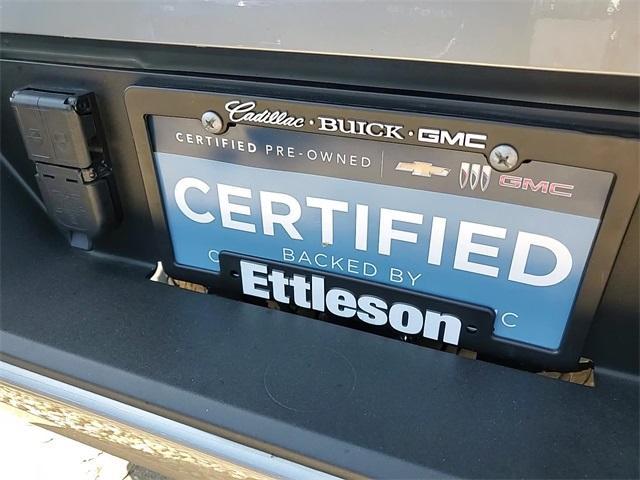 Cadillac · BUICK · GMC
CERTIFIED PRE-OWNED GMC
CERTIFIED
BACKED BY
Ettleson